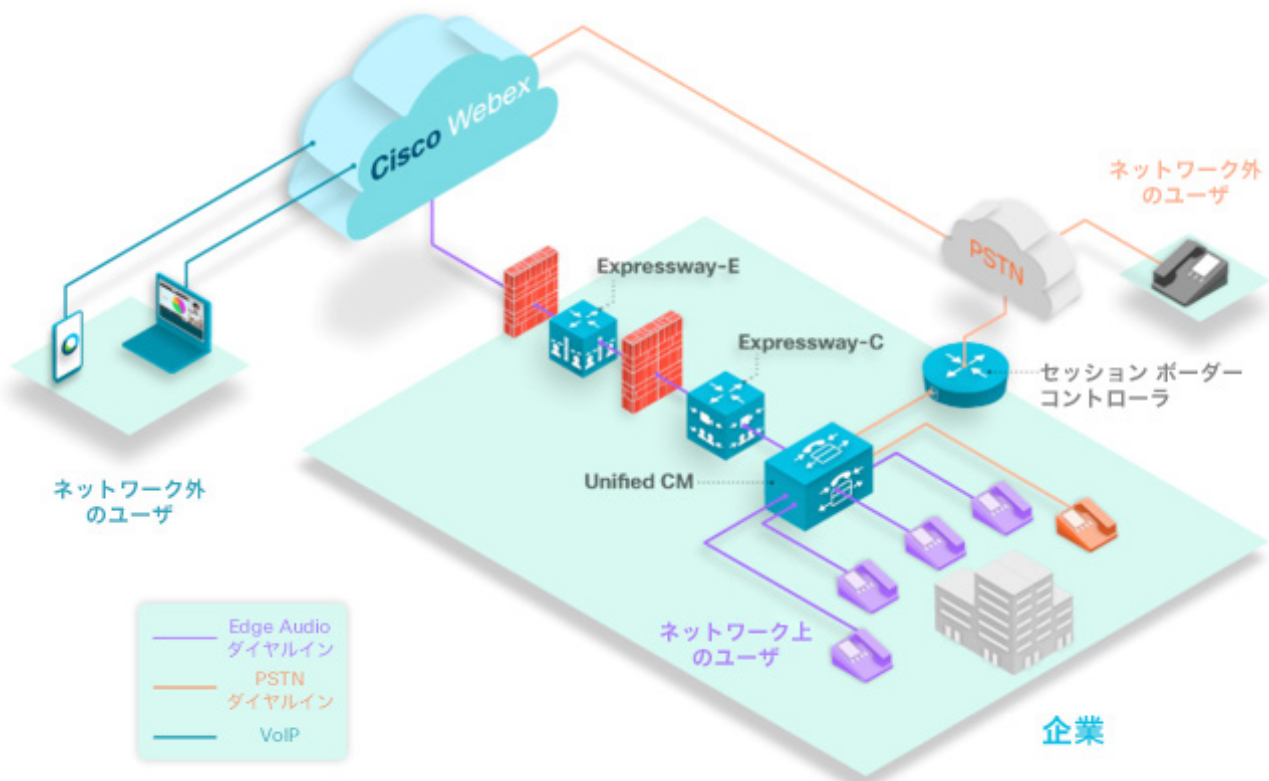 Cisco Webex
ネットワーク外
のユーザ
PSTN
Expressway-E
Expressway-C
セッション ボーダー
コントローラ
Unified CM
ネットワーク外
のユーザ
ネットワーク上
のユーザ
Edge Audio
ダイヤルイン
PSTN
ダイヤルイン
VoIP
企業